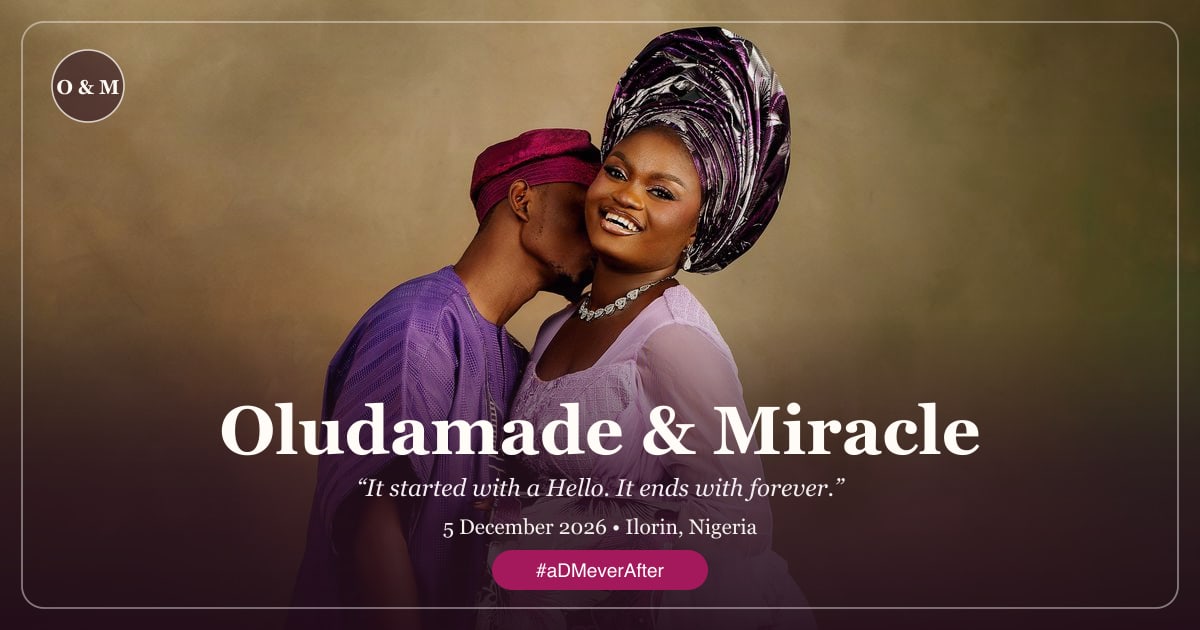 O & M
Oludamade & Miracle
“It started with a Hello. It ends with forever.”
5 December 2026 • Ilorin, Nigeria
#aDMeverAfter